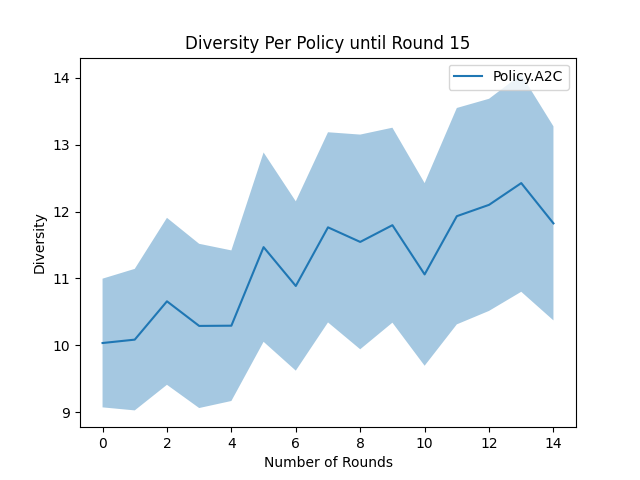 Diversity Per Policy until Round 15
Policy.A2C
14
13
12
11
10
9
Diversity
0 2 4 6 8 10 12 14
Number of Rounds